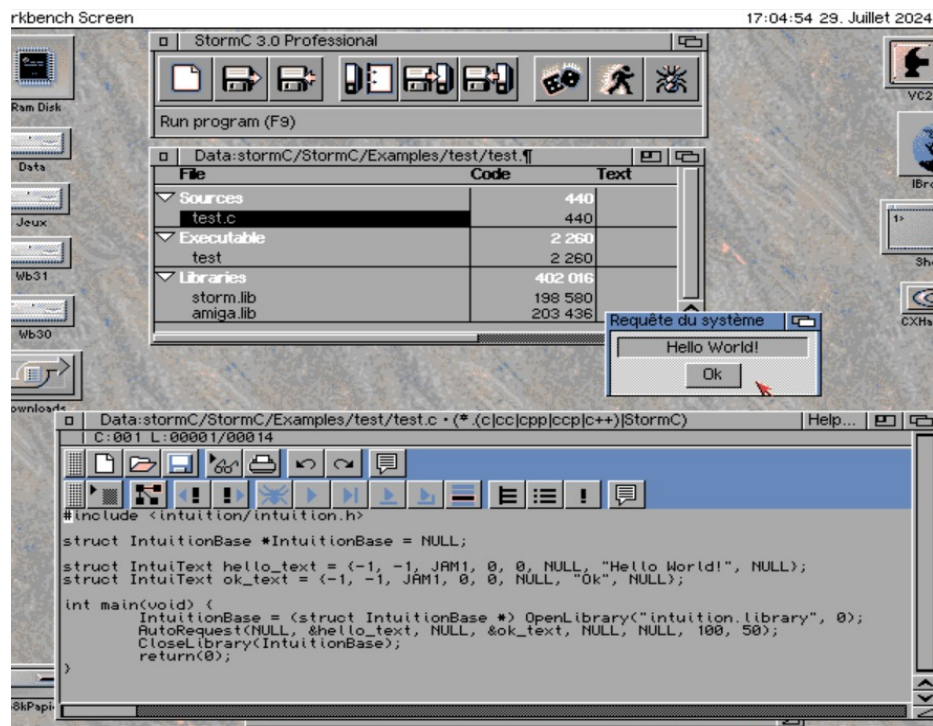 rkbench Screen 17:04:54 29. Juillet 2024
StormC 3.0 Professional
Ram Disk
VC2
Run program (F9)
Data
Data:stormC/StormC/Examples/test/test.¶
File Code Text
Sources 440
test.c 440
Executable 2 260
test 2 260
Libraries 402 016
storm.lib 198 580
amiga.lib 203 436
IBr
Jeux
1>
Sh
Wb31
CXHa
Wb30
Requête du système
Hello World!
Ok
ownloads
Data:stormC/StormC/Examples/test/test.c · (*.(c|cc|cpp|ccp|c++)|StormC) Help...
C:001 L:00001/00014
#include <intuition/intuition.h>
struct IntuitionBase *IntuitionBase = NULL;
struct IntuiText hello_text = {-1, -1, JAM1, 0, 0, NULL, "Hello World!", NULL};
struct IntuiText ok_text = {-1, -1, JAM1, 0, 0, NULL, "Ok", NULL};
int main(void) {
IntuitionBase = (struct IntuitionBase *) OpenLibrary("intuition.library", 0);
AutoRequest(NULL, &hello_text, NULL, &ok_text, NULL, NULL, 100, 50);
CloseLibrary(IntuitionBase);
return(0);
}
8kPapi